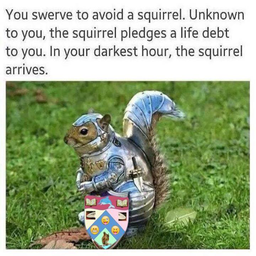 You swerve to avoid a squirrel. Unknown
to you, the squirrel pledges a life debt
to you. In your darkest hour, the squirrel
arrives.